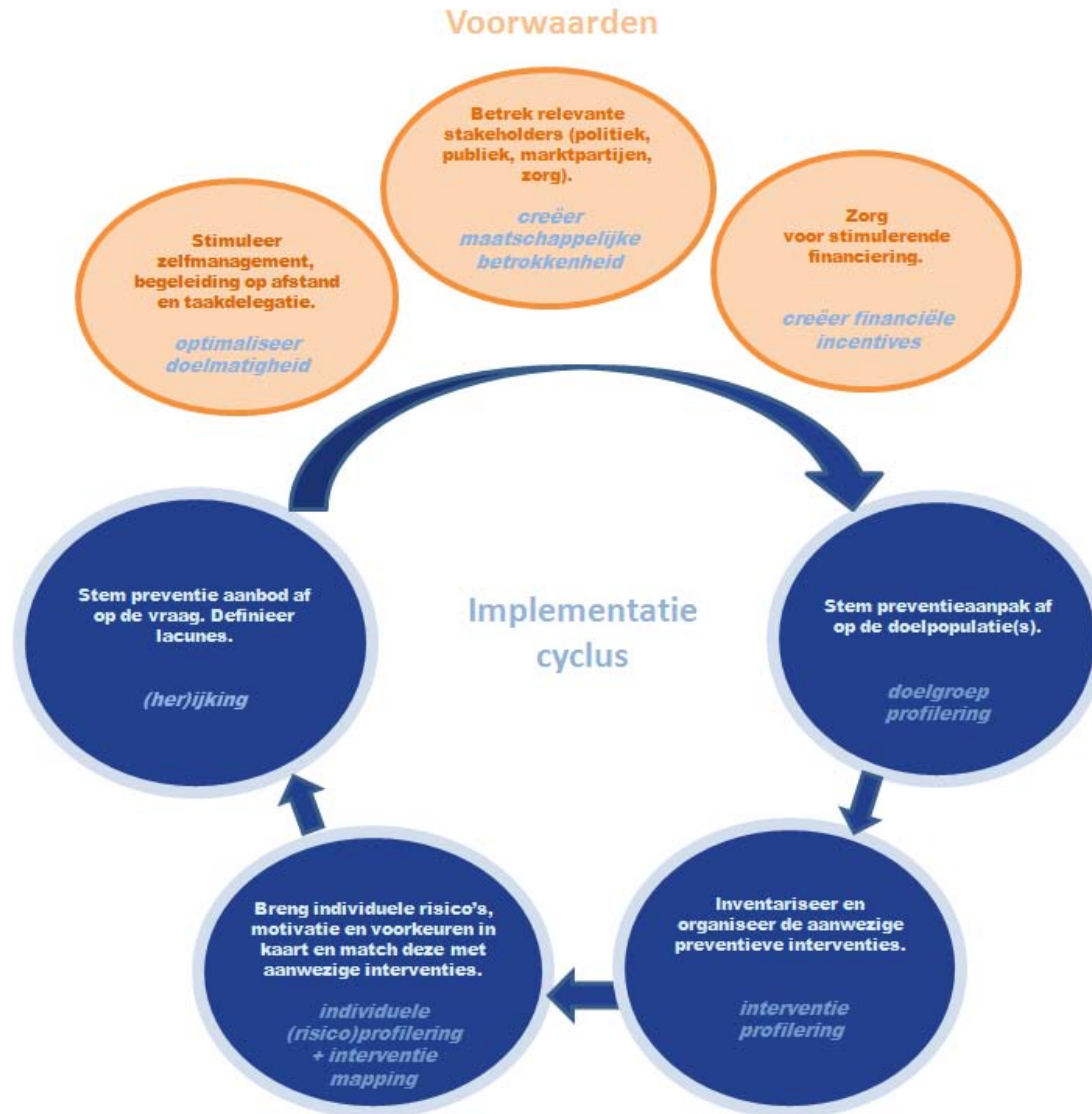 Voorwaarden
Betrek relevante
stakeholders (politiek,
publiek, marktpartijen,
zorg).
creëer
maatschappelijke
betrokkenheid
Stimuleer
zelfmanagement,
begeleiding op afstand
en taakdelegatie.
optimaliseer
doelmatigheid
Zorg
voor stimulerende
financiering.
creëer financiële
incentives
Implementatie
cyclus
Stem preventieaanpak af
op de doelpopulatie(s).
doelgroep
profilering
Inventariseer en
organiseer de aanwezige
preventieve interventies.
interventie
profilering
Breng individuele risico's,
motivatie en voorkeuren in
kaart en match deze met
aanwezige interventies.
individuele
(risico)profilering
+ interventie
mapping
Stem preventie aanbod af
op de vraag. Definieer
lacunes.
(her)ijking